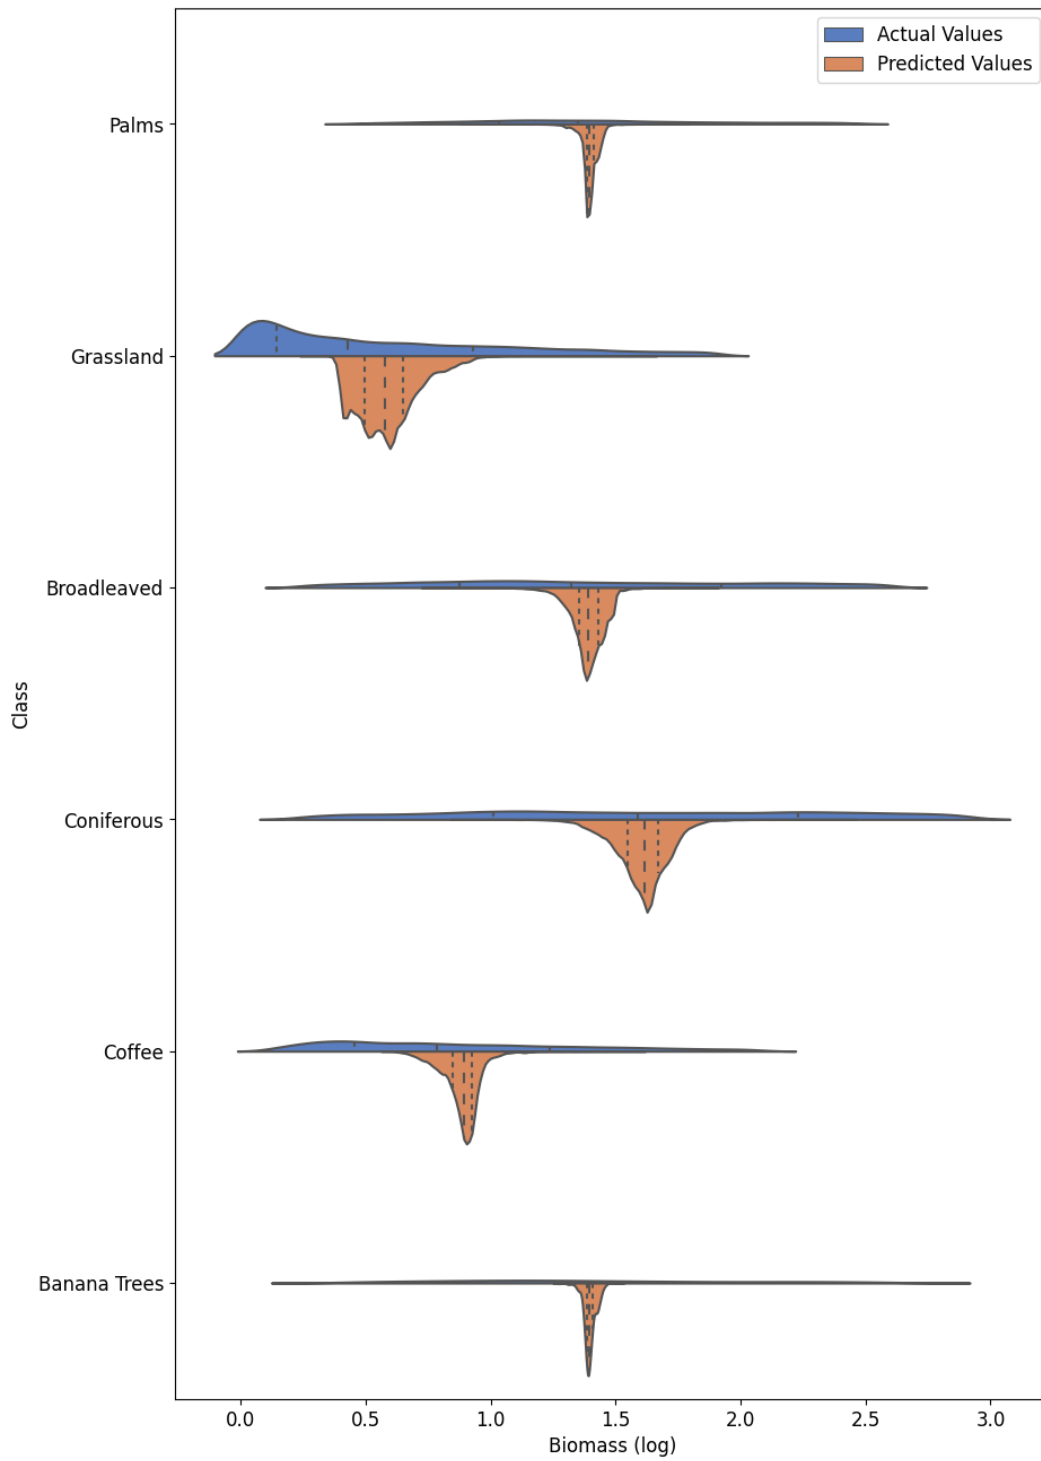 Actual Values
Predicted Values
Palms
Grassland
Broadleaved
Coniferous
Coffee
Banana Trees
Class
0.0 0.5 1.0 1.5 2.0 2.5 3.0
Biomass (log)